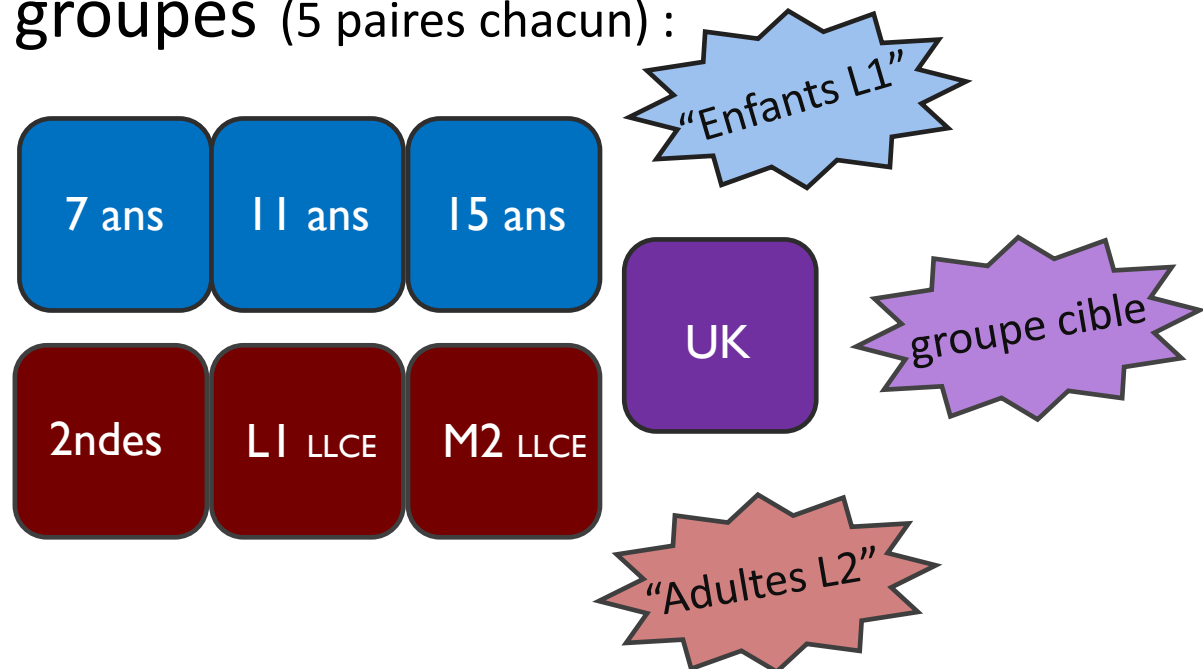 groupes (5 paires chacun) :
“Enfants L1”
7 ans
11 ans
15 ans
UK
groupe cible
2ndes
L1 LLCE
M2 LLCE
“Adultes L2”